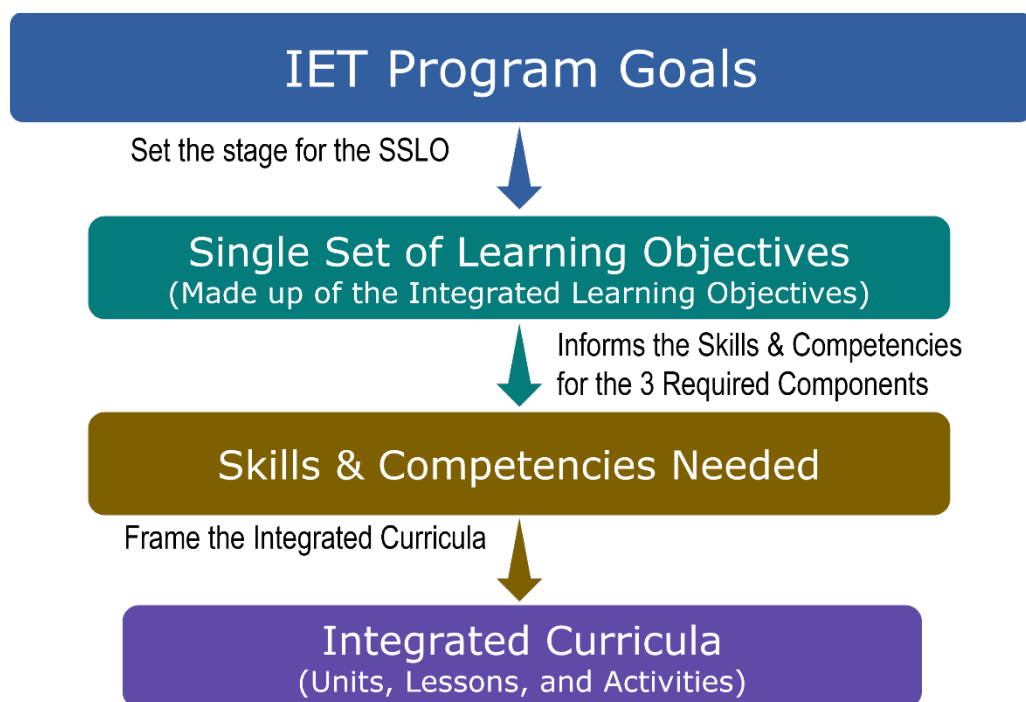 IET Program Goals
Set the stage for the SSLO
Single Set of Learning Objectives
(Made up of the Integrated Learning Objectives)
Informs the Skills & Competencies
for the 3 Required Components
Skills & Competencies Needed
Frame the Integrated Curricula
Integrated Curricula
(Units, Lessons, and Activities)